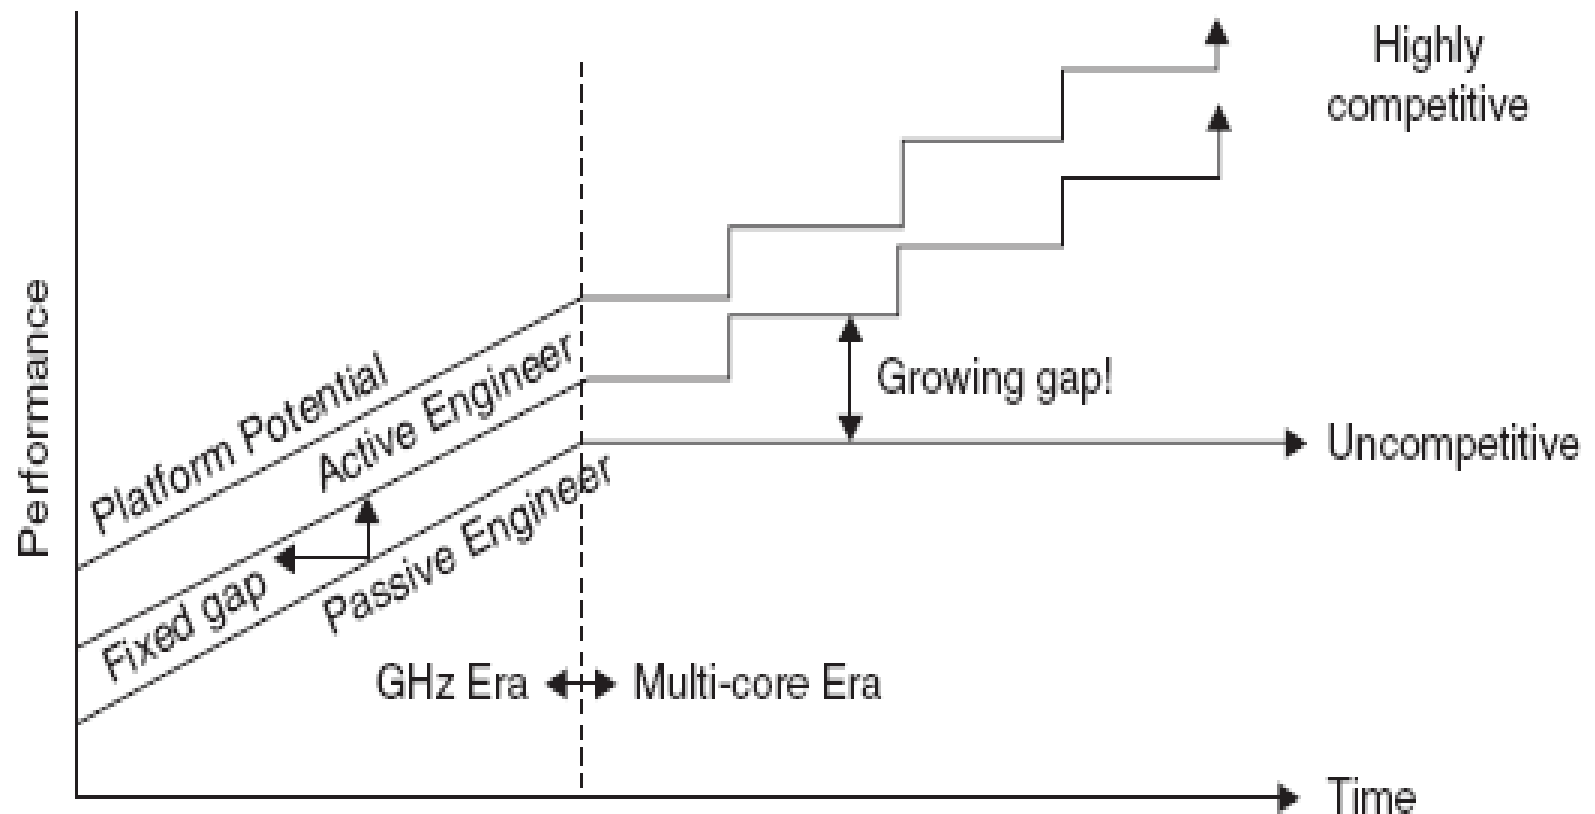 Highly
competitive
Performance
Platform Potential
Active Engineer
Growing gap!
Uncompetitive
Fixed gap
Passive Engineer
GHz Era
Multi-core Era
Time